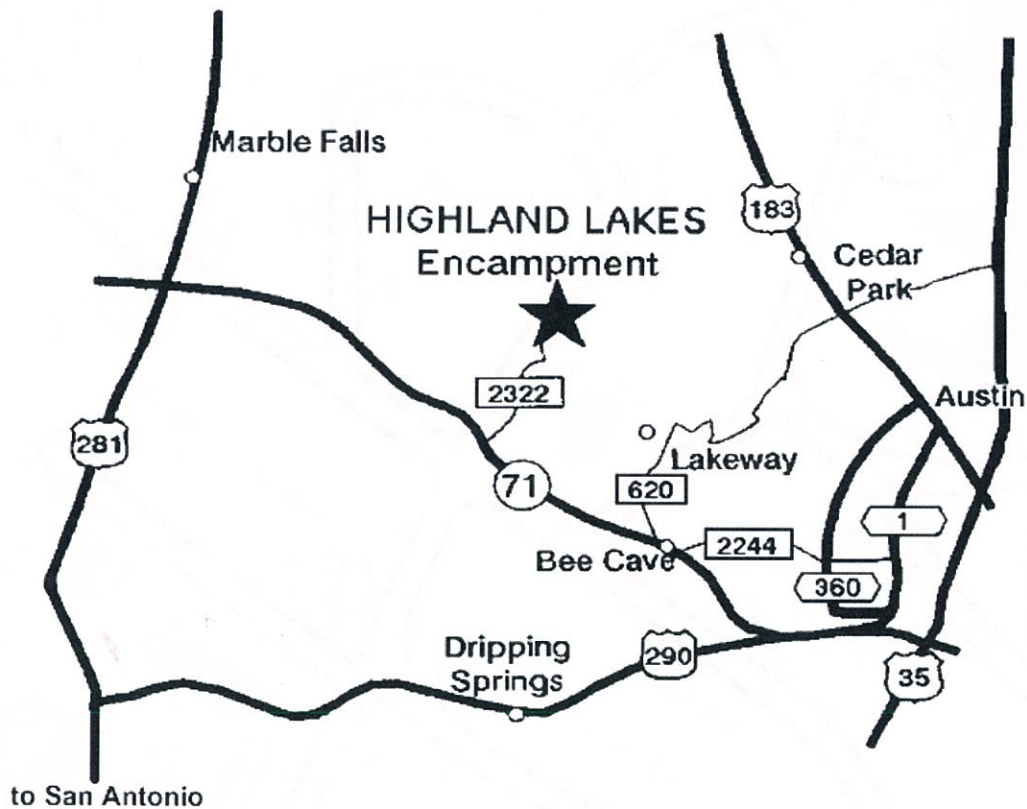 Marble Falls
HIGHLAND LAKES
Encampment
183
Cedar
Park
2322
Austin
281
Lakeway
71
620
1
2244
Bee Cave
360
Dripping
Springs
290
35
to San Antonio